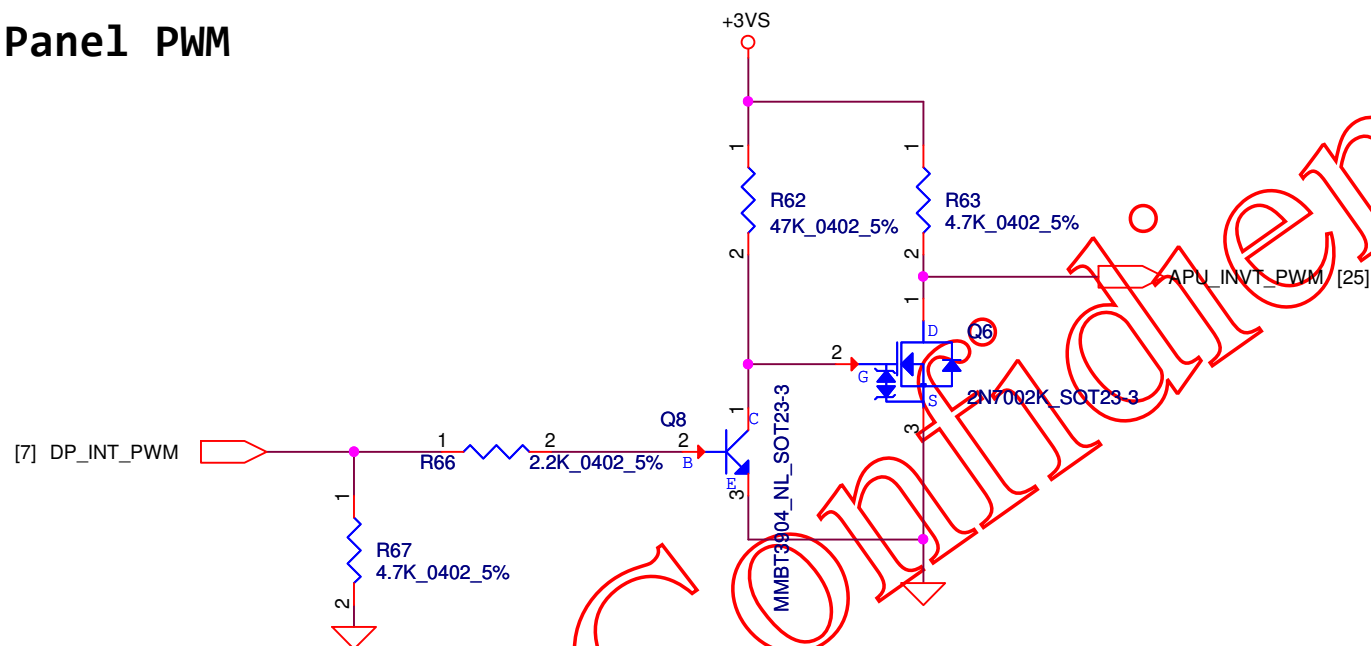 Panel PWM
+3VS
1
1
R62
47K_0402_5%
R63
4.7K_0402_5%
2
2
APU_INVT_PWM [25]
1
D
Q6
2
G
2N7002K_SOT23-3
S
3
Q8
1
C
[7] DP_INT_PWM
1
R66
2
2.2K_0402_5%
2
B
E
3
MMBT3904_NL_SOT23-3
1
R67
4.7K_0402_5%
2
Confidien